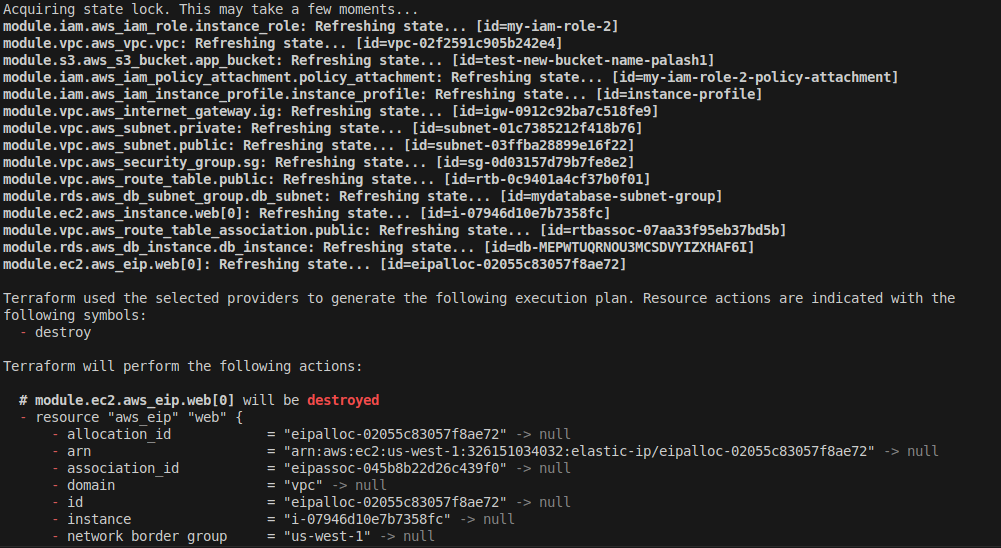 Acquiring state lock. This may take a few moments...
module.iam.aws_iam_role.instance_role: Refreshing state... [id=my-iam-role-2]
module.vpc.aws_vpc.vpc: Refreshing state... [id=vpc-02f2591c905b242e4]
module.s3.aws_s3_bucket.app_bucket: Refreshing state... [id=test-new-bucket-name-palash1]
module.iam.aws_iam_policy_attachment.policy_attachment: Refreshing state... [id=my-iam-role-2-policy-attachment]
module.iam.aws_iam_instance_profile.instance_profile: Refreshing state... [id=instance-profile]
module.vpc.aws_internet_gateway.ig: Refreshing state... [id=igw-0912c92ba7c518fe9]
module.vpc.aws_subnet.private: Refreshing state... [id=subnet-01c7385212f418b76]
module.vpc.aws_subnet.public: Refreshing state... [id=subnet-03ffba28899e16f22]
module.vpc.aws_security_group.sg: Refreshing state... [id=sg-0d03157d79b7fe8e2]
module.vpc.aws_route_table.public: Refreshing state... [id=rtb-0c9401a4cf37b0f01]
module.rds.aws_db_subnet_group.db_subnet: Refreshing state... [id=mydatabase-subnet-group]
module.ec2.aws_instance.web[0]: Refreshing state... [id=i-07946d10e7b7358fc]
module.vpc.aws_route_table_association.public: Refreshing state... [id=rtbassoc-07aa33f95eb37bd5b]
module.rds.aws_db_instance.db_instance: Refreshing state... [id=db-MEPWTUQRNOU3MCSDVYIZXHAF6I]
module.ec2.aws_eip.web[0]: Refreshing state... [id=eipalloc-02055c83057f8ae72]
Terraform used the selected providers to generate the following execution plan. Resource actions are indicated with the
following symbols:
- destroy
Terraform will perform the following actions:
# module.ec2.aws_eip.web[0] will be destroyed
- resource "aws_eip" "web" {
- allocation_id = "eipalloc-02055c83057f8ae72" -> null
- arn = "arn:aws:ec2:us-west-1:326151034032:elastic-ip/eipalloc-02055c83057f8ae72" -> null
- association_id = "eipassoc-045b8b22d26c439f0" -> null
- domain = "vpc" -> null
- id = "eipalloc-02055c83057f8ae72" -> null
- instance = "i-07946d10e7b7358fc" -> null
- network_border_group = "us-west-1" -> null